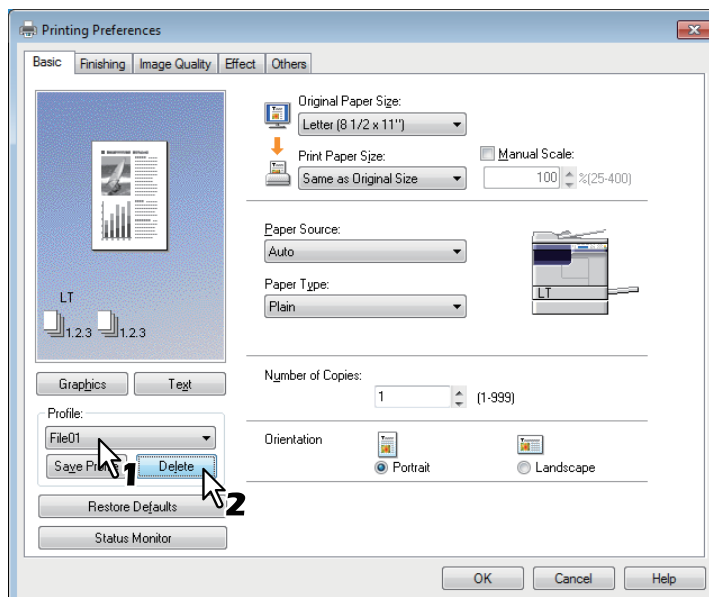 Printing Preferences
Basic Finishing Image Quality Effect Others
Original Paper Size:
Letter (8 1/2 x 11")
Print Paper Size:
Same as Original Size
Manual Scale:
100 %(25-400)
Paper Source:
Auto
Paper Type:
Plain
LT
LT
1.2.3 1.2.3
Graphics Text
Number of Copies:
1 (1-999)
Profile:
File01
Save Profile Delete
1
2
Orientation
Portrait Landscape
Restore Defaults
Status Monitor
OK Cancel Help